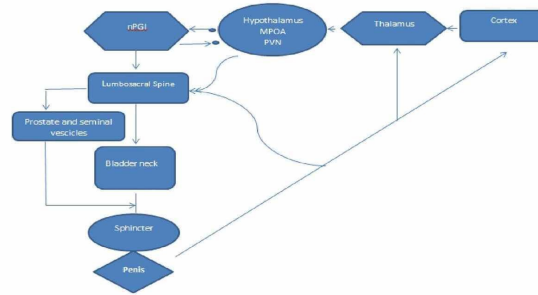 nPGI
Hypothalamus
MPOA
PVN
Thalamus
Cortex
Lumbosacral Spine
Prostate and seminal
vescicles
Bladder neck
Sphincter
Penis